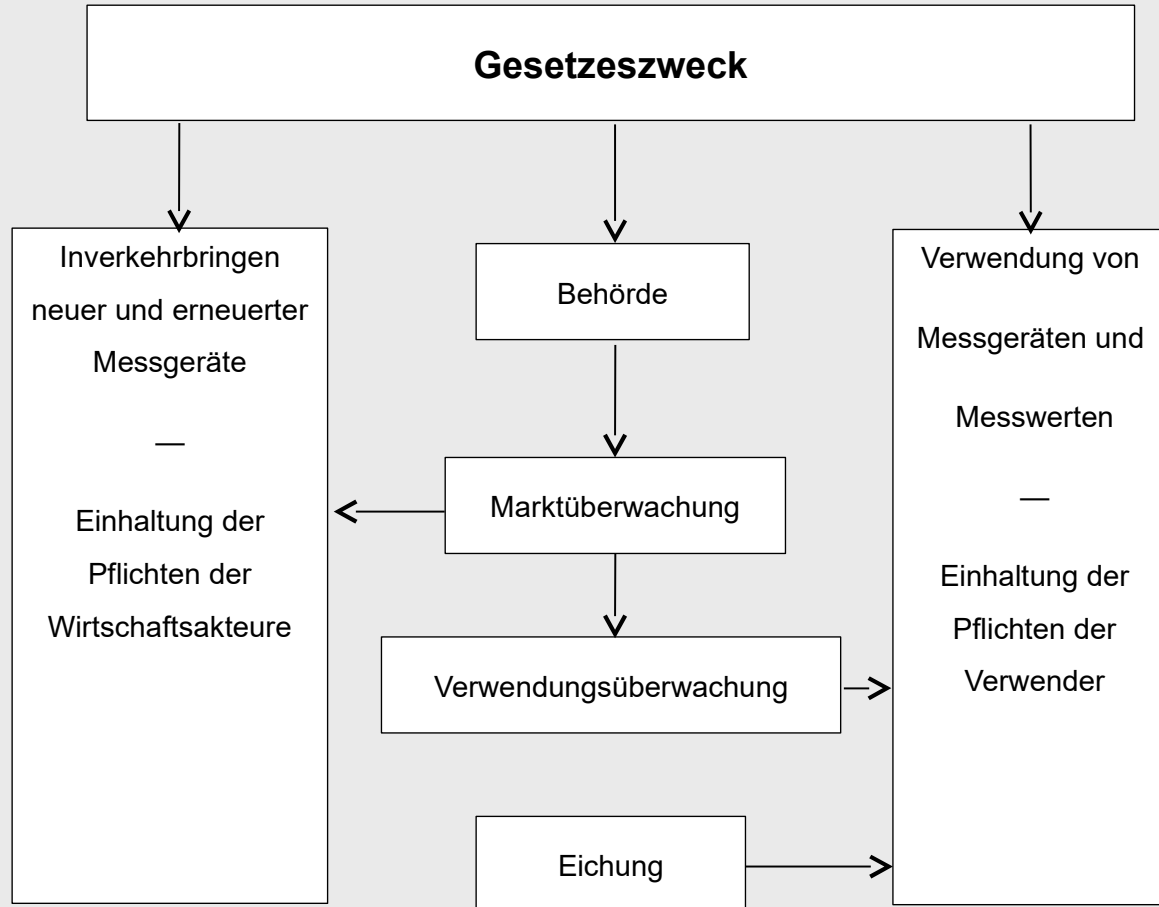 Gesetzeszweck
Inverkehrbringen
neuer und erneuerter
Messgeräte
—
Einhaltung der
Pflichten der
Wirtschaftsakteure
Behörde
Marktüberwachung
Verwendungsüberwachung
Eichung
Verwendung von
Messgeräten und
Messwerten
—
Einhaltung der
Pflichten der
Verwender